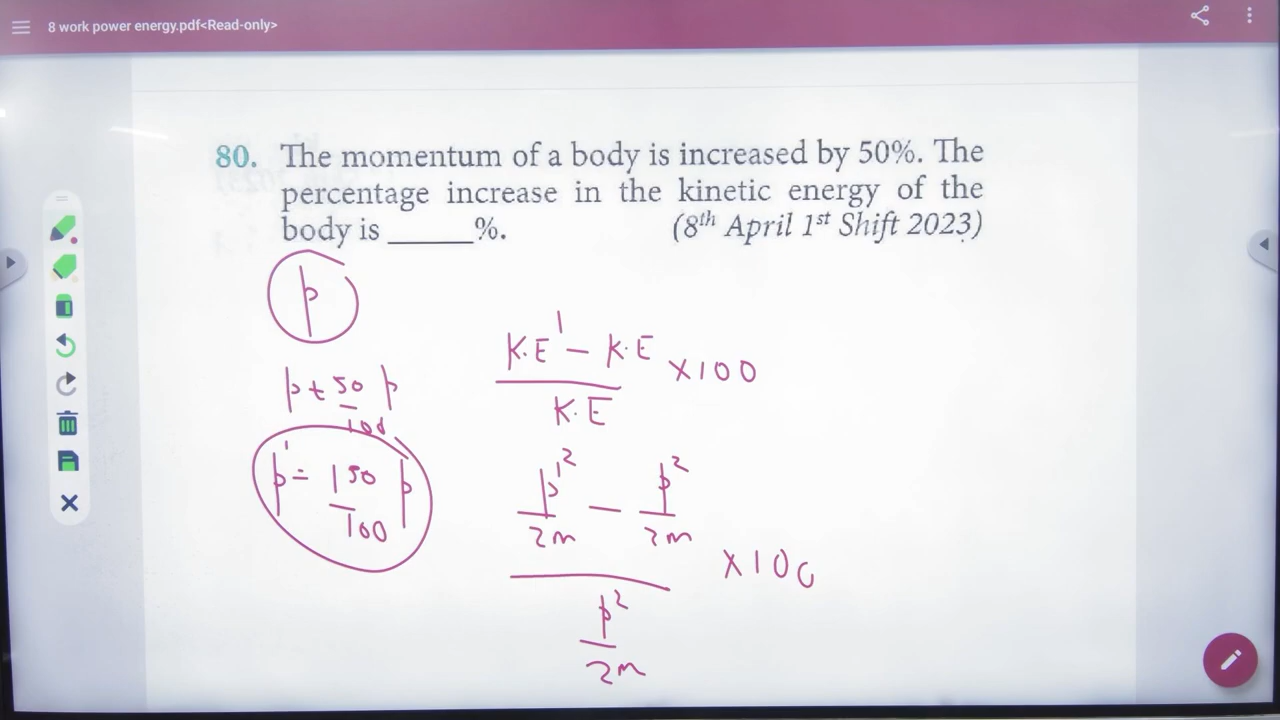 8 work power energy.pdf<Read-only>
80. The momentum of a body is increased by 50%. The
percentage increase in the kinetic energy of the
body is ______%. (8th April 1st Shift 2023)
p
p + 50/100 p
p' = 150/100 p
K.E' - K.E
K.E
×100
p'² / 2m - p² / 2m
p² / 2m
×100